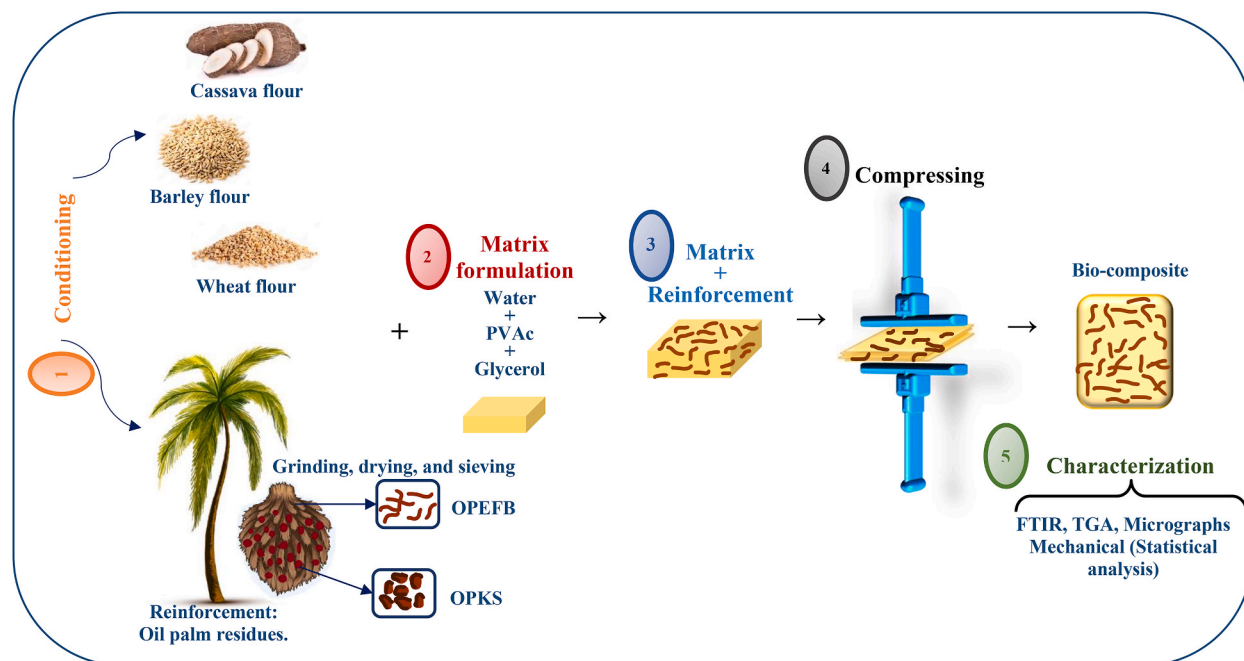 Conditioning
1
Cassava flour
Barley flour
Wheat flour
Grinding, drying, and sieving
OPEFB
OPKS
Reinforcement:
Oil palm residues.
+
2
Matrix
formulation
Water
+
PVAc
+
Glycerol
→
3
Matrix
+
Reinforcement
→
4
Compressing
→
Bio-composite
5
Characterization
FTIR, TGA, Micrographs
Mechanical (Statistical
analysis)